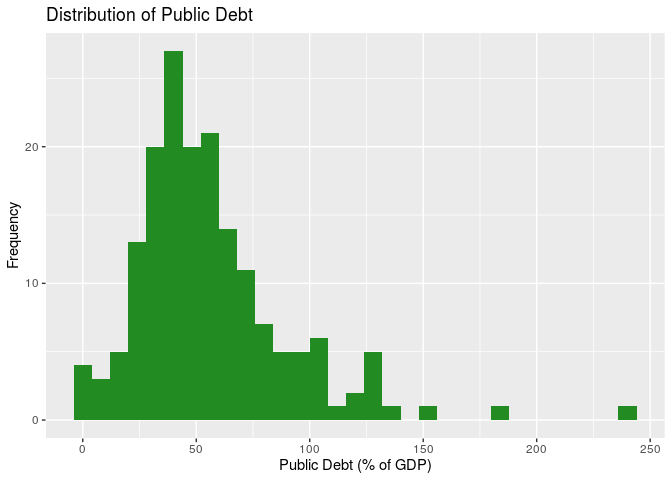 Distribution of Public Debt
Frequency
20
10
0
0 50 100 150 200 250
Public Debt (% of GDP)